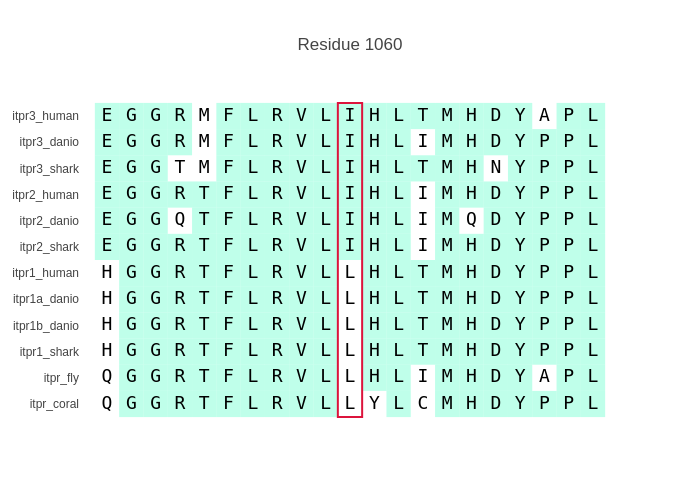 Residue 1060
itpr3_human E G G R M F L R V L I H L T M H D Y A P L
itpr3_danio E G G R M F L R V L I H L I M H D Y P P L
itpr3_shark E G G T M F L R V L I H L T M H N Y P P L
itpr2_human E G G R T F L R V L I H L I M H D Y P P L
itpr2_danio E G G Q T F L R V L I H L I M Q D Y P P L
itpr2_shark E G G R T F L R V L I H L I M H D Y P P L
itpr1_human H G G R T F L R V L L H L T M H D Y P P L
itpr1a_danio H G G R T F L R V L L H L T M H D Y P P L
itpr1b_danio H G G R T F L R V L L H L T M H D Y P P L
itpr1_shark H G G R T F L R V L L H L T M H D Y P P L
itpr_fly Q G G R T F L R V L L H L I M H D Y A P L
itpr_coral Q G G R T F L R V L L Y L C M H D Y P P L